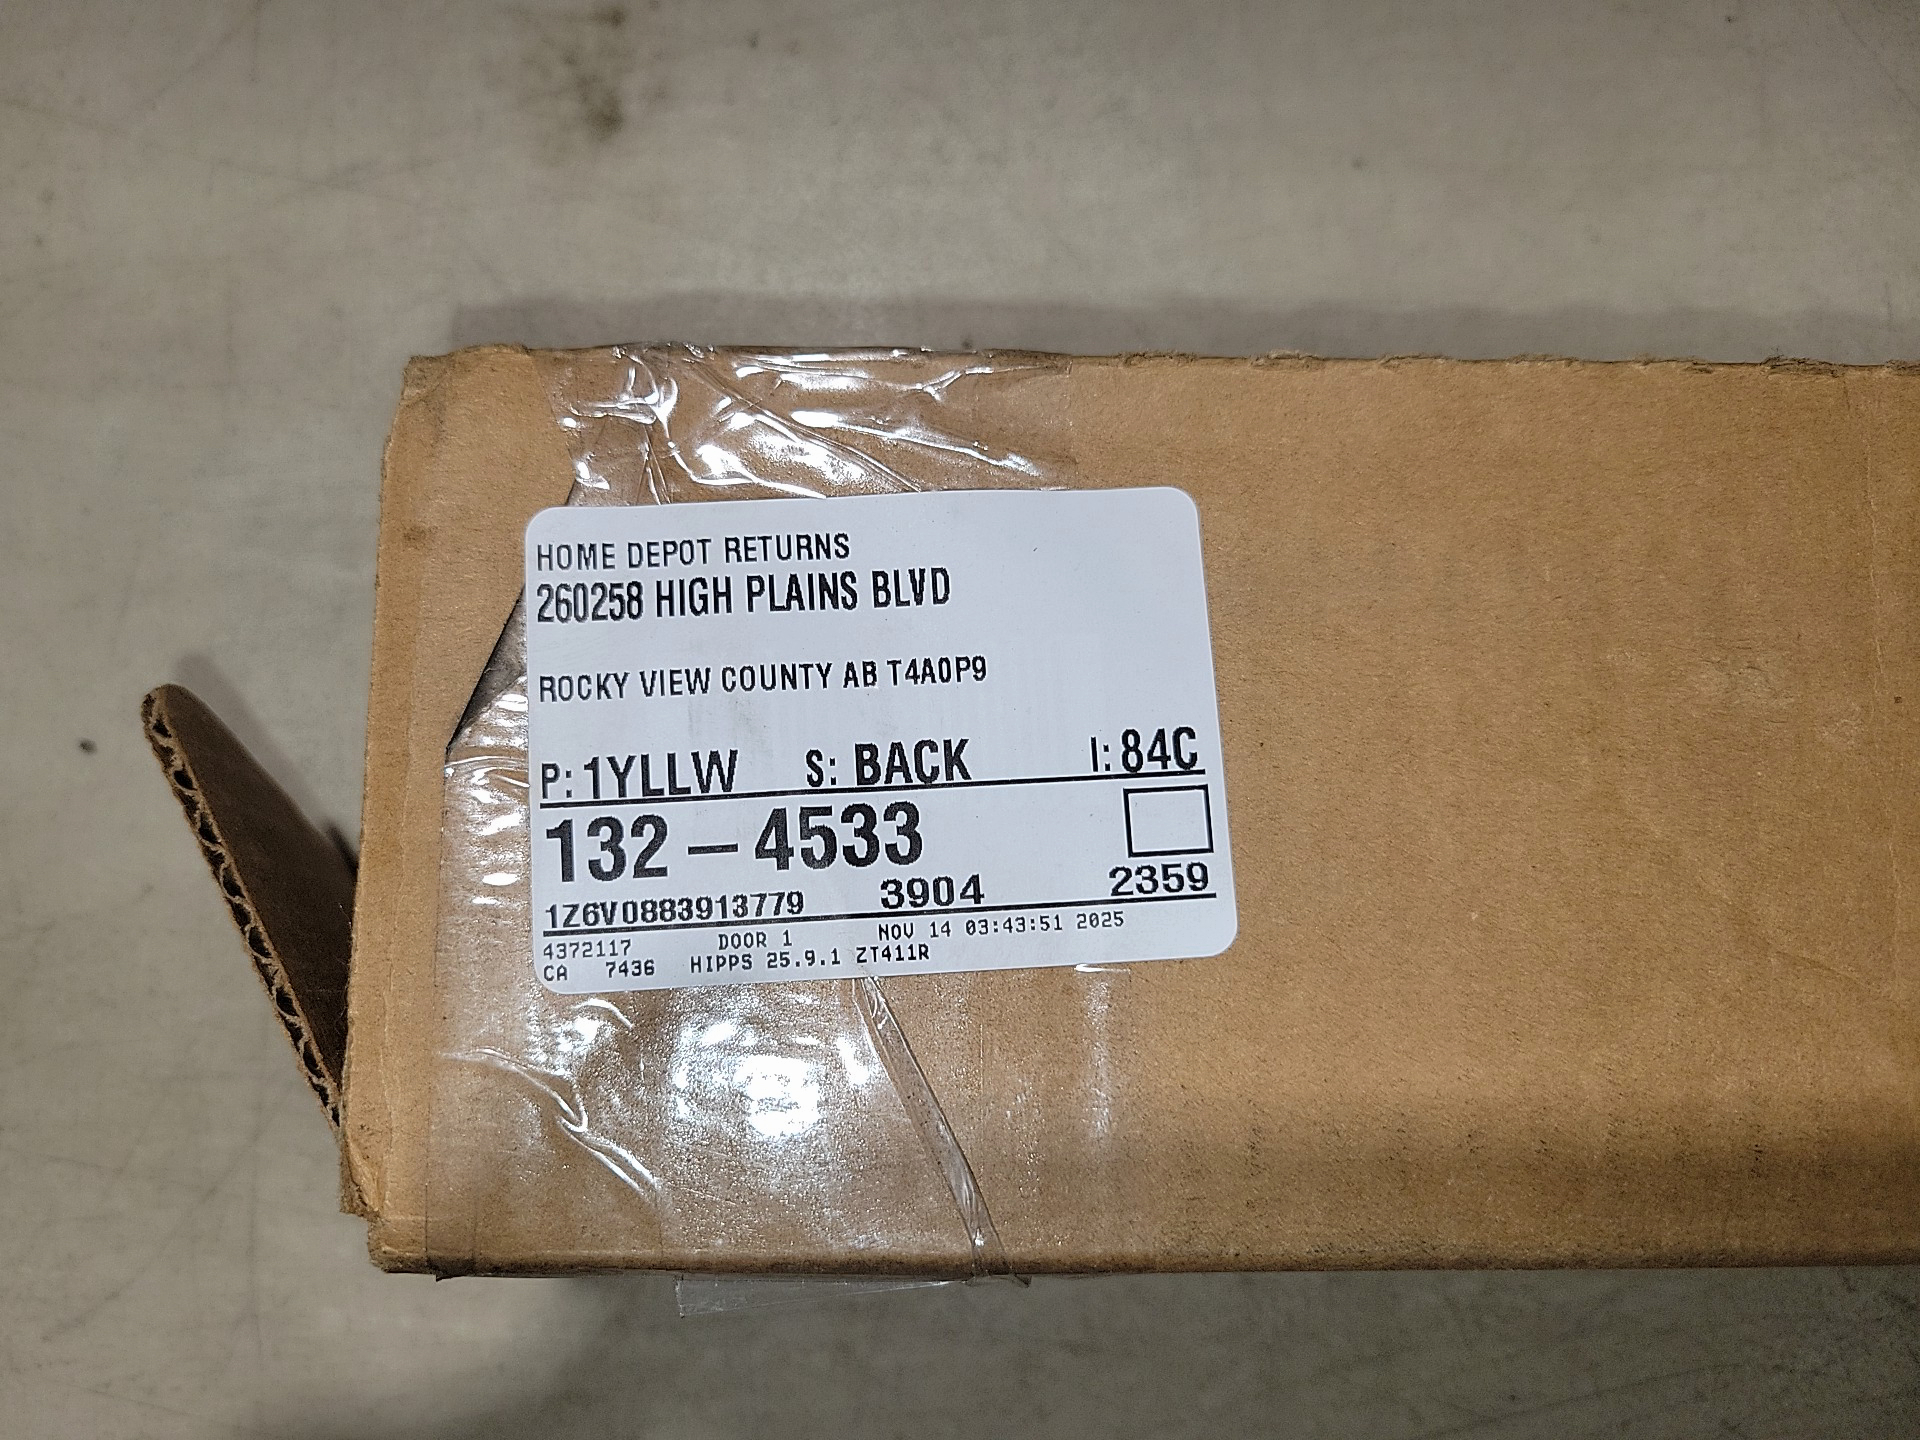 HOME DEPOT RETURNS
260258 HIGH PLAINS BLVD
ROCKY VIEW COUNTY AB T4A0P9
P: 1YLLW S: BACK I: 84C
132-4533
1Z6V0883913779 3904 2359
4372117 DOOR 1 NOV 14 03:43:51 2025
CA 7436 HIPPS 25.9.1 ZT411R